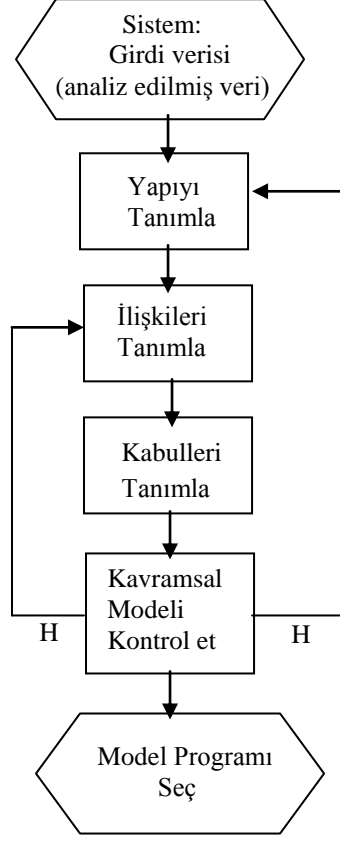 Sistem:
Girdi verisi
(analiz edilmiş veri)
Yapıyı
Tanımla
İlişkileri
Tanımla
Kabulleri
Tanımla
Kavramsal
Modeli
Kontrol et
H
H
Model Programı
Seç